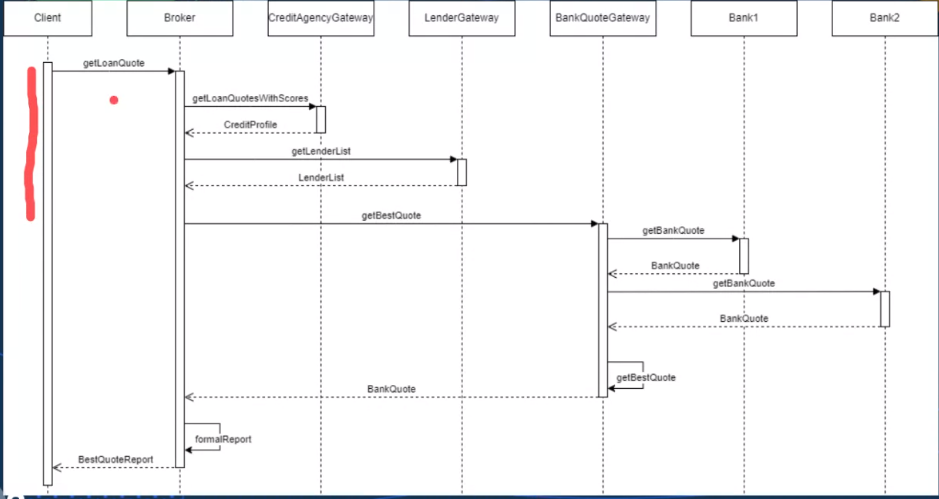 Client
Broker
CreditAgencyGateway
LenderGateway
BankQuoteGateway
Bank1
Bank2
getLoanQuote
getLoanQuotesWithScores
CreditProfile
getLenderList
LenderList
getBestQuote
getBankQuote
BankQuote
getBankQuote
BankQuote
getBestQuote
BankQuote
formalReport
BestQuoteReport